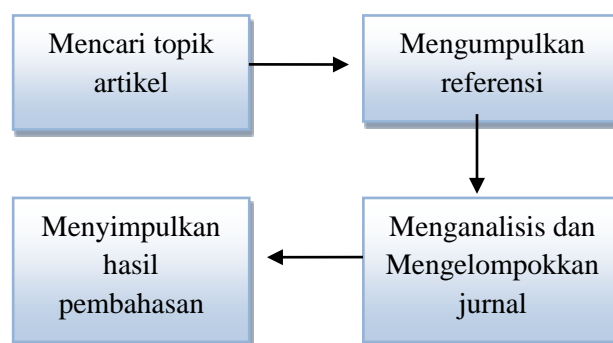 Mencari topik
artikel
Mengumpulkan
referensi
Menganalisis dan
Mengelompokkan
jurnal
Menyimpulkan
hasil
pembahasan